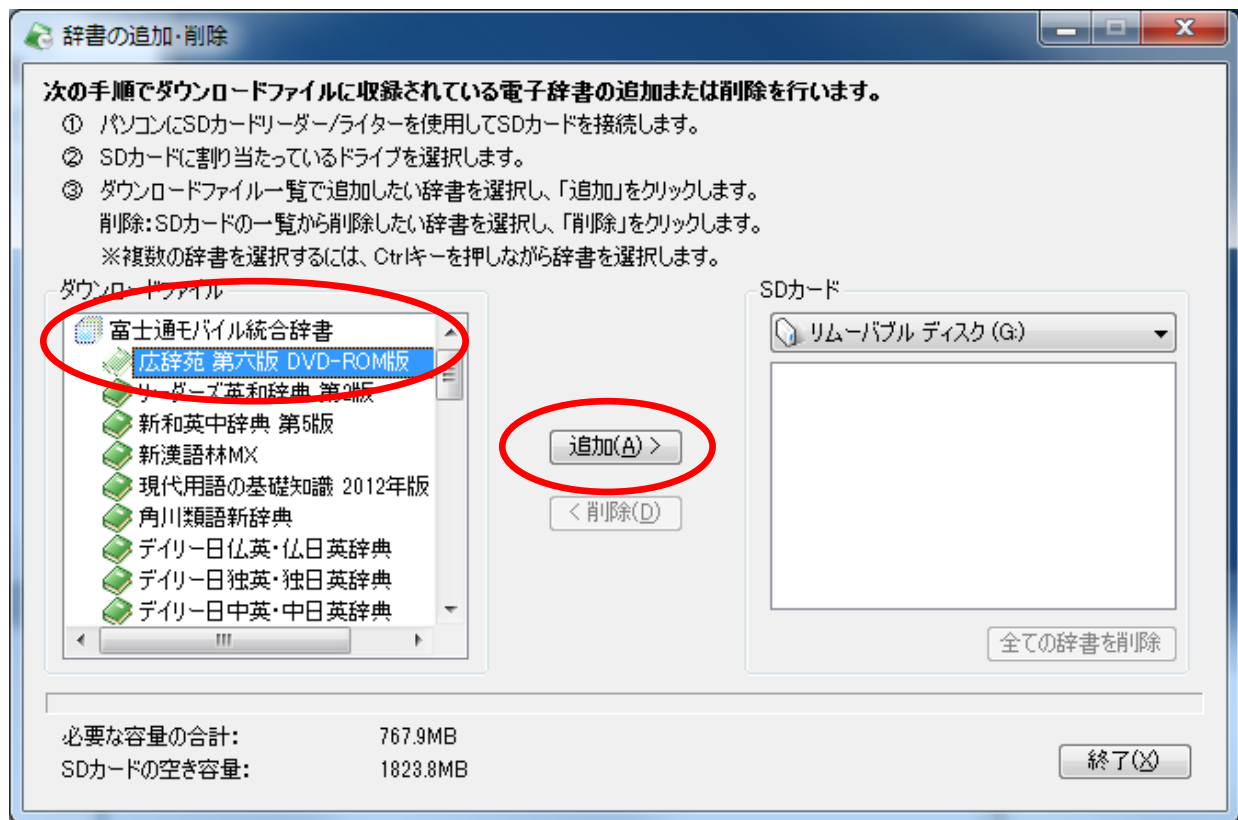 辞書の追加・削除
次の手順でダウンロードファイルに収録されている電子辞書の追加または削除を行います。
① パソコンにSDカードリーダー/ライターを使用してSDカードを接続します。
② SDカードに割り当たっているドライブを選択します。
③ ダウンロードファイル一覧で追加したい辞書を選択し、「追加」をクリックします。
削除:SDカードの一覧から削除したい辞書を選択し、「削除」をクリックします。
※複数の辞書を選択するには、Ctrlキーを押しながら辞書を選択します。
ダウンロードファイル
富士通モバイル統合辞書
広辞苑 第六版 DVD-ROM版
リーダーズ英和辞典 第2版
新和英中辞典 第5版
新漢語林MX
現代用語の基礎知識 2012年版
角川類語新辞典
デイリー日仏英・仏日英辞典
デイリー日独英・独日英辞典
デイリー日中英・中日英辞典
追加(A) >
< 削除(D)
SDカード
リムーバブル ディスク (G:)
全ての辞書を削除
必要な容量の合計: 767.9MB
SDカードの空き容量: 1823.8MB
終了(X)